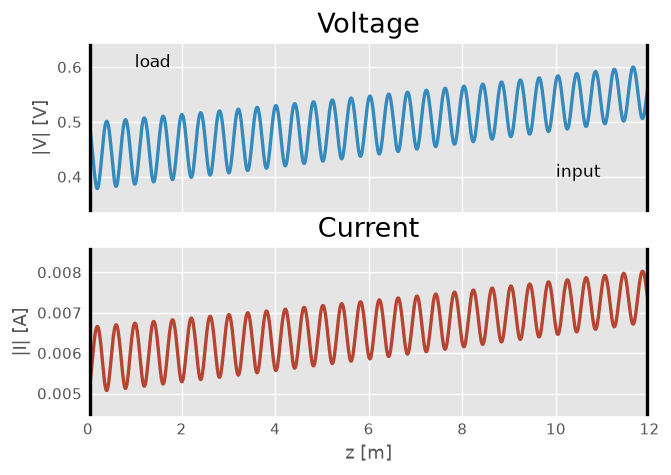 Voltage
load
0.6
|V| [V]
0.5
input
0.4
Current
0.008
0.007
|I| [A]
0.006
0.005
0 2 4 6 8 10 12
z [m]